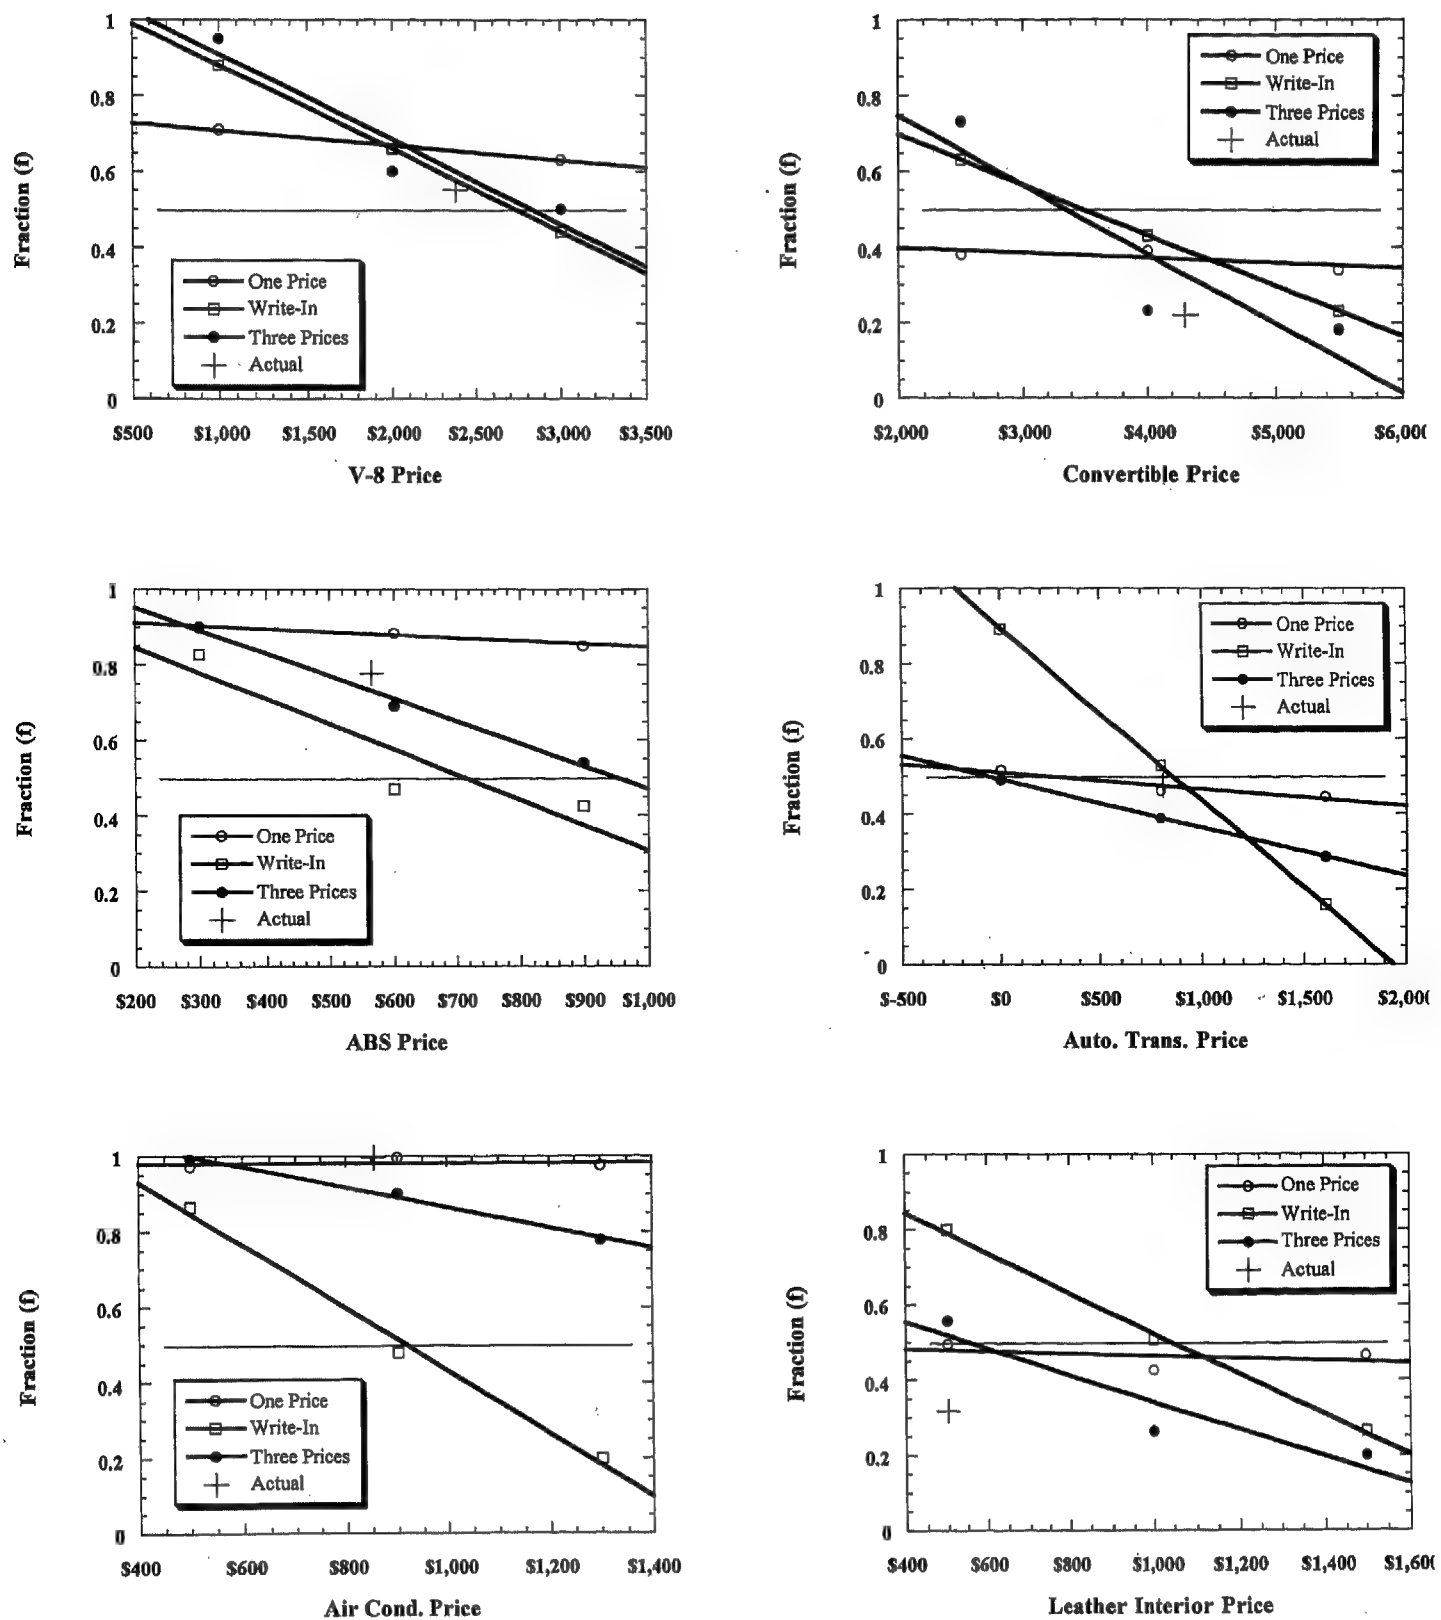 1
0.8
0.6
0.4
0.2
0
Fraction (f)
One Price
Write-In
Three Prices
Actual
$500 $1,000 $1,500 $2,000 $2,500 $3,000 $3,500
V-8 Price
1
0.8
0.6
0.4
0.2
0
Fraction (f)
One Price
Write-In
Three Prices
Actual
$2,000 $3,000 $4,000 $5,000 $6,00
Convertible Price
1
0.8
0.6
0.4
0.2
0
Fraction (f)
One Price
Write-In
Three Prices
Actual
$200 $300 $400 $500 $600 $700 $800 $900 $1,000
ABS Price
1
0.8
0.6
0.4
0.2
0
Fraction (f)
One Price
Write-In
Three Prices
Actual
$-500 $0 $500 $1,000 $1,500 $2,00
Auto. Trans. Price
1
0.8
0.6
0.4
0.2
0
Fraction (f)
One Price
Write-In
Three Prices
Actual
$400 $600 $800 $1,000 $1,200 $1,400
Air Cond. Price
1
0.8
0.6
0.4
0.2
0
Fraction (f)
One Price
Write-In
Three Prices
Actual
$400 $600 $800 $1,000 $1,200 $1,400 $1,60
Leather Interior Price